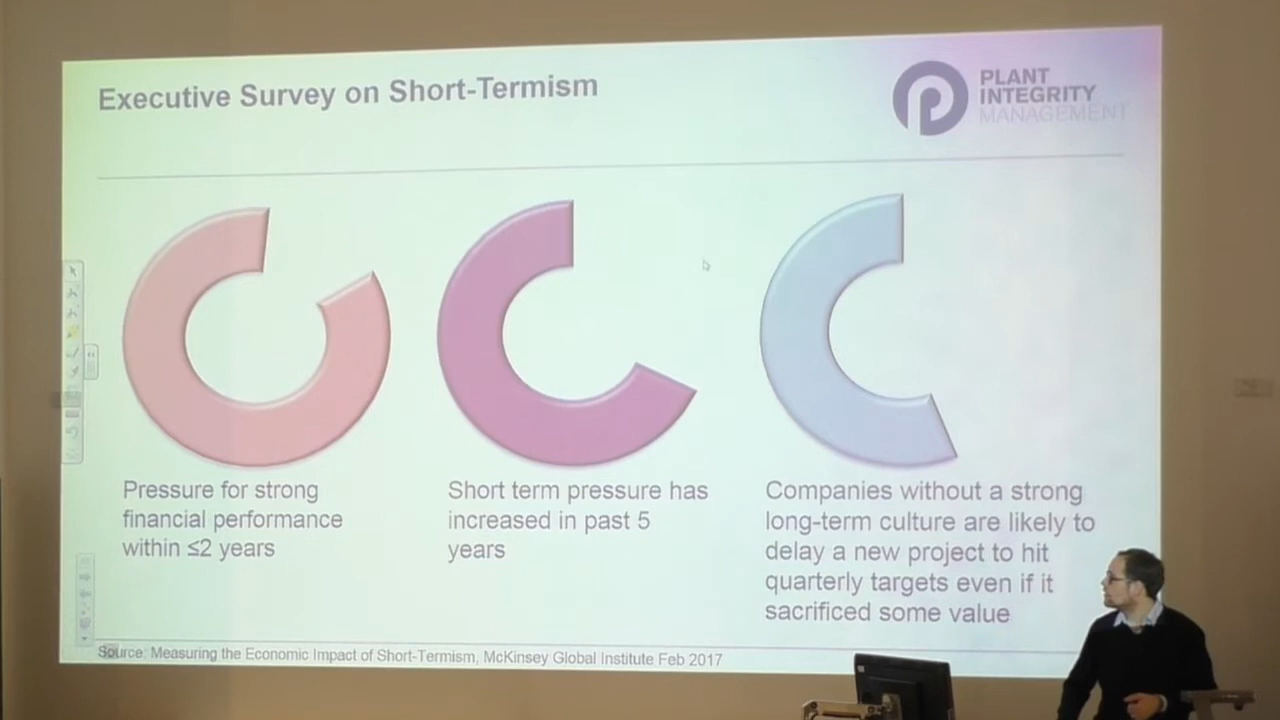 Executive Survey on Short-Termism
PLANT
INTEGRITY
MANAGEMENT
Pressure for strong
financial performance
within ≤2 years
Short term pressure has
increased in past 5
years
Companies without a strong
long-term culture are likely to
delay a new project to hit
quarterly targets even if it
sacrificed some value
Source: Measuring the Economic Impact of Short-Termism, McKinsey Global Institute Feb 2017